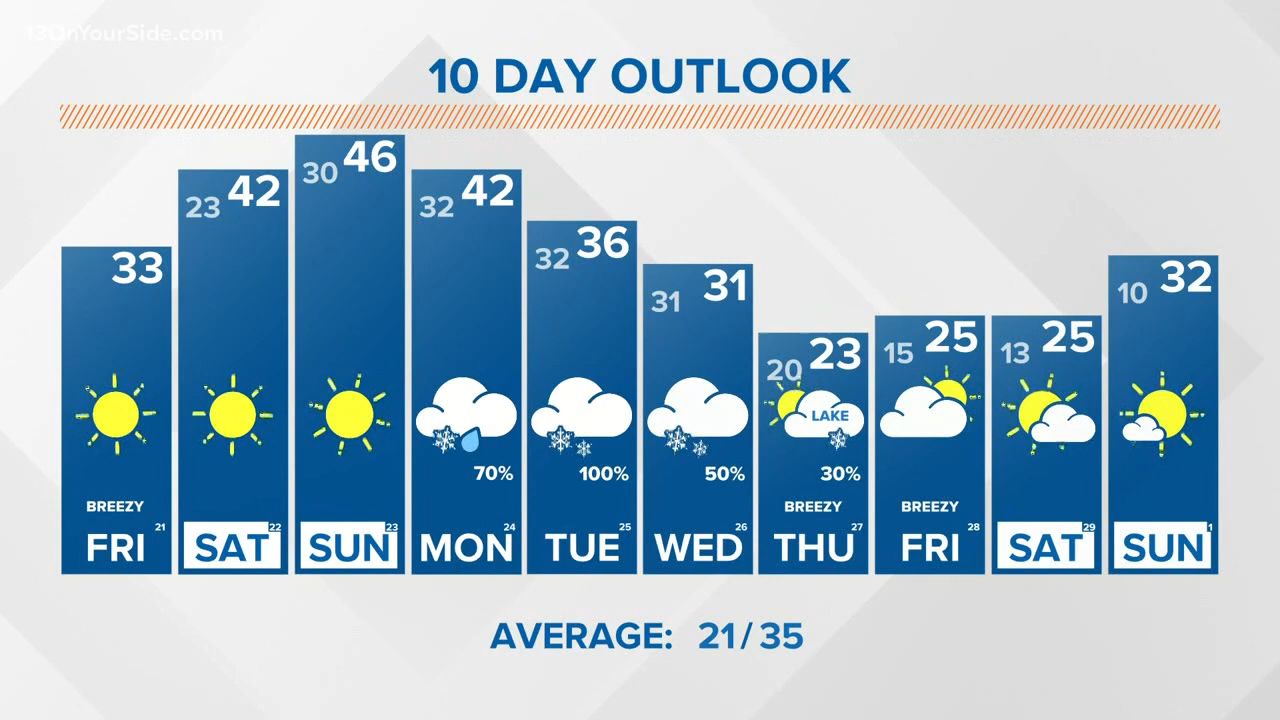 13OnYourSide.com
10 DAY OUTLOOK
33
BREEZY
FRI 21
23 42
SAT 22
30 46
SUN 23
32 42
70%
MON 24
32 36
100%
TUE 25
31 31
50%
WED 26
20 23
LAKE
30%
BREEZY
THU 27
15 25
BREEZY
FRI 28
13 25
SAT 29
10 32
SUN 1
AVERAGE: 21/35